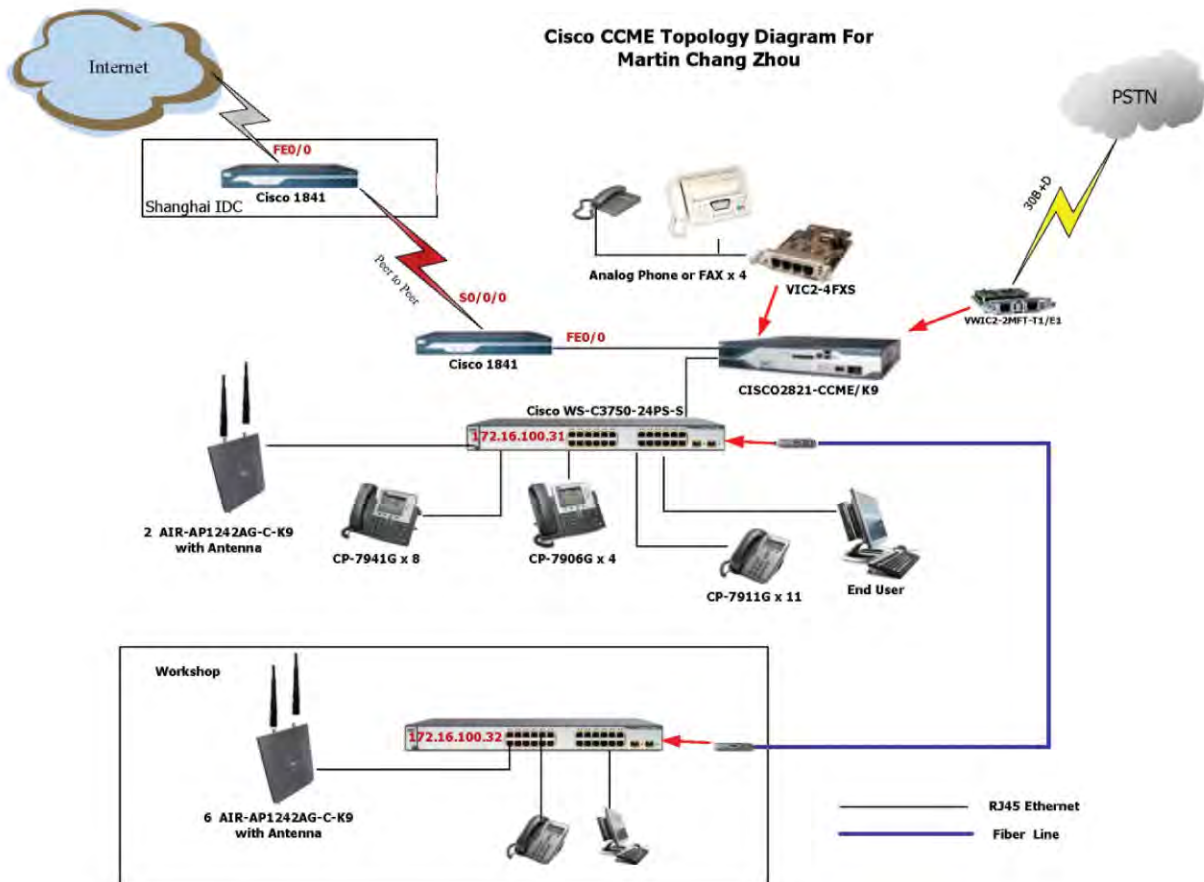 Cisco CCME Topology Diagram For
Martin Chang Zhou
Internet
PSTN
FE0/0
Cisco 1841
Shanghai IDC
30B+D
Peer to Peer
S0/0/0
Analog Phone or FAX x 4
VIC2-4FXS
VWIC2-2MFT-T1/E1
FE0/0
Cisco 1841
CISCO2821-CCME/K9
Cisco WS-C3750-24PS-S
172.16.100.31
2 AIR-AP1242AG-C-K9
with Antenna
CP-7941G x 8
CP-7906G x 4
CP-7911G x 11
End User
Workshop
172.16.100.32
6 AIR-AP1242AG-C-K9
with Antenna
RJ45 Ethernet
Fiber Line